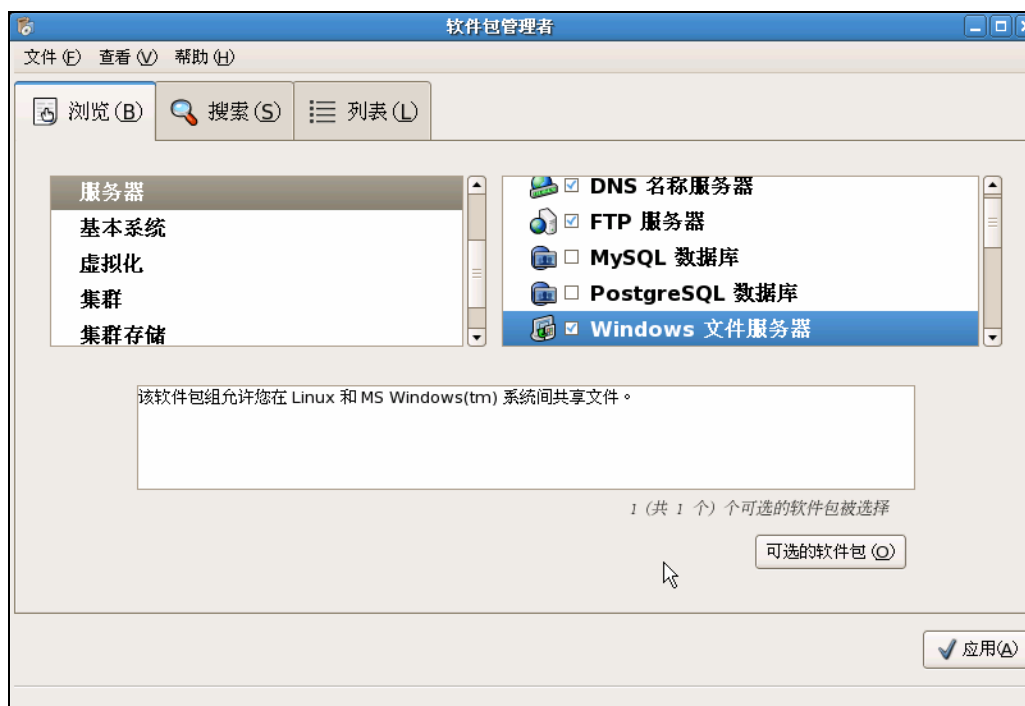 软件包管理者
文件(F) 查看(V) 帮助(H)
浏览(B) 搜索(S) 列表(L)
服务器
基本系统
虚拟化
集群
集群存储
DNS 名称服务器
FTP 服务器
MySQL 数据库
PostgreSQL 数据库
Windows 文件服务器
该软件包组允许您在 Linux 和 MS Windows(tm) 系统间共享文件。
1 (共 1 个) 个可选的软件包被选择
可选的软件包(O)
应用(A)